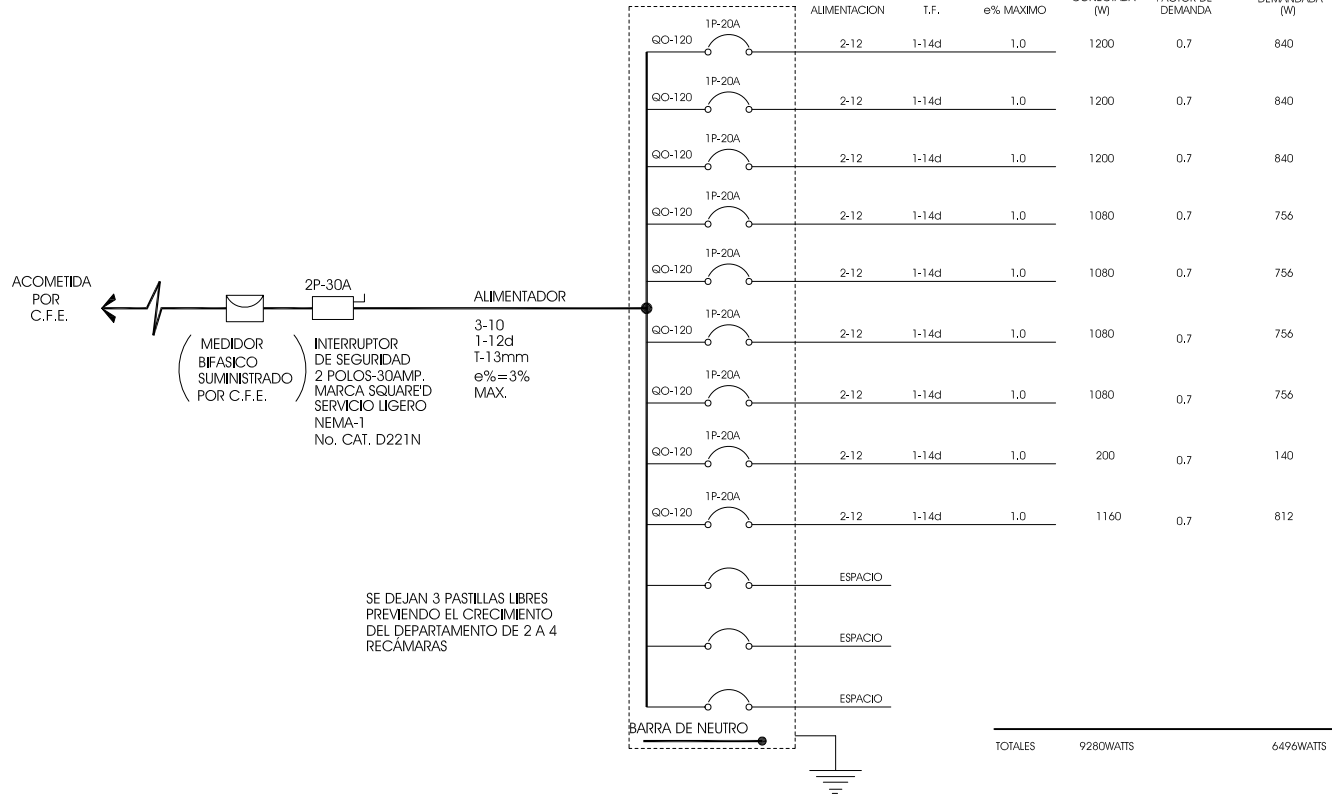 ALIMENTACION T.F. e% MAXIMO (W) FACTOR DE DEMANDA DEMANDADA (W)
1P-20A
QO-120 2-12 1-14d 1.0 1200 0.7 840
1P-20A
QO-120 2-12 1-14d 1.0 1200 0.7 840
1P-20A
QO-120 2-12 1-14d 1.0 1200 0.7 840
1P-20A
QO-120 2-12 1-14d 1.0 1080 0.7 756
1P-20A
QO-120 2-12 1-14d 1.0 1080 0.7 756
1P-20A
QO-120 2-12 1-14d 1.0 1080 0.7 756
1P-20A
QO-120 2-12 1-14d 1.0 1080 0.7 756
1P-20A
QO-120 2-12 1-14d 1.0 200 0.7 140
1P-20A
QO-120 2-12 1-14d 1.0 1160 0.7 812
ESPACIO
ESPACIO
ESPACIO
BARRA DE NEUTRO
TOTALES 9280WATTS 6496WATTS
ACOMETIDA
POR
C.F.E.
MEDIDOR
BIFASICO
SUMINISTRADO
POR C.F.E.
2P-30A
INTERRUPTOR
DE SEGURIDAD
2 POLOS-30AMP.
MARCA SQUARE'D
SERVICIO LIGERO
NEMA-1
No. CAT. D221N
ALIMENTADOR
3-10
1-12d
T-13mm
e%=3%
MAX.
SE DEJAN 3 PASTILLAS LIBRES
PREVIENDO EL CRECIMIENTO
DEL DEPARTAMENTO DE 2 A 4
RECÁMARAS